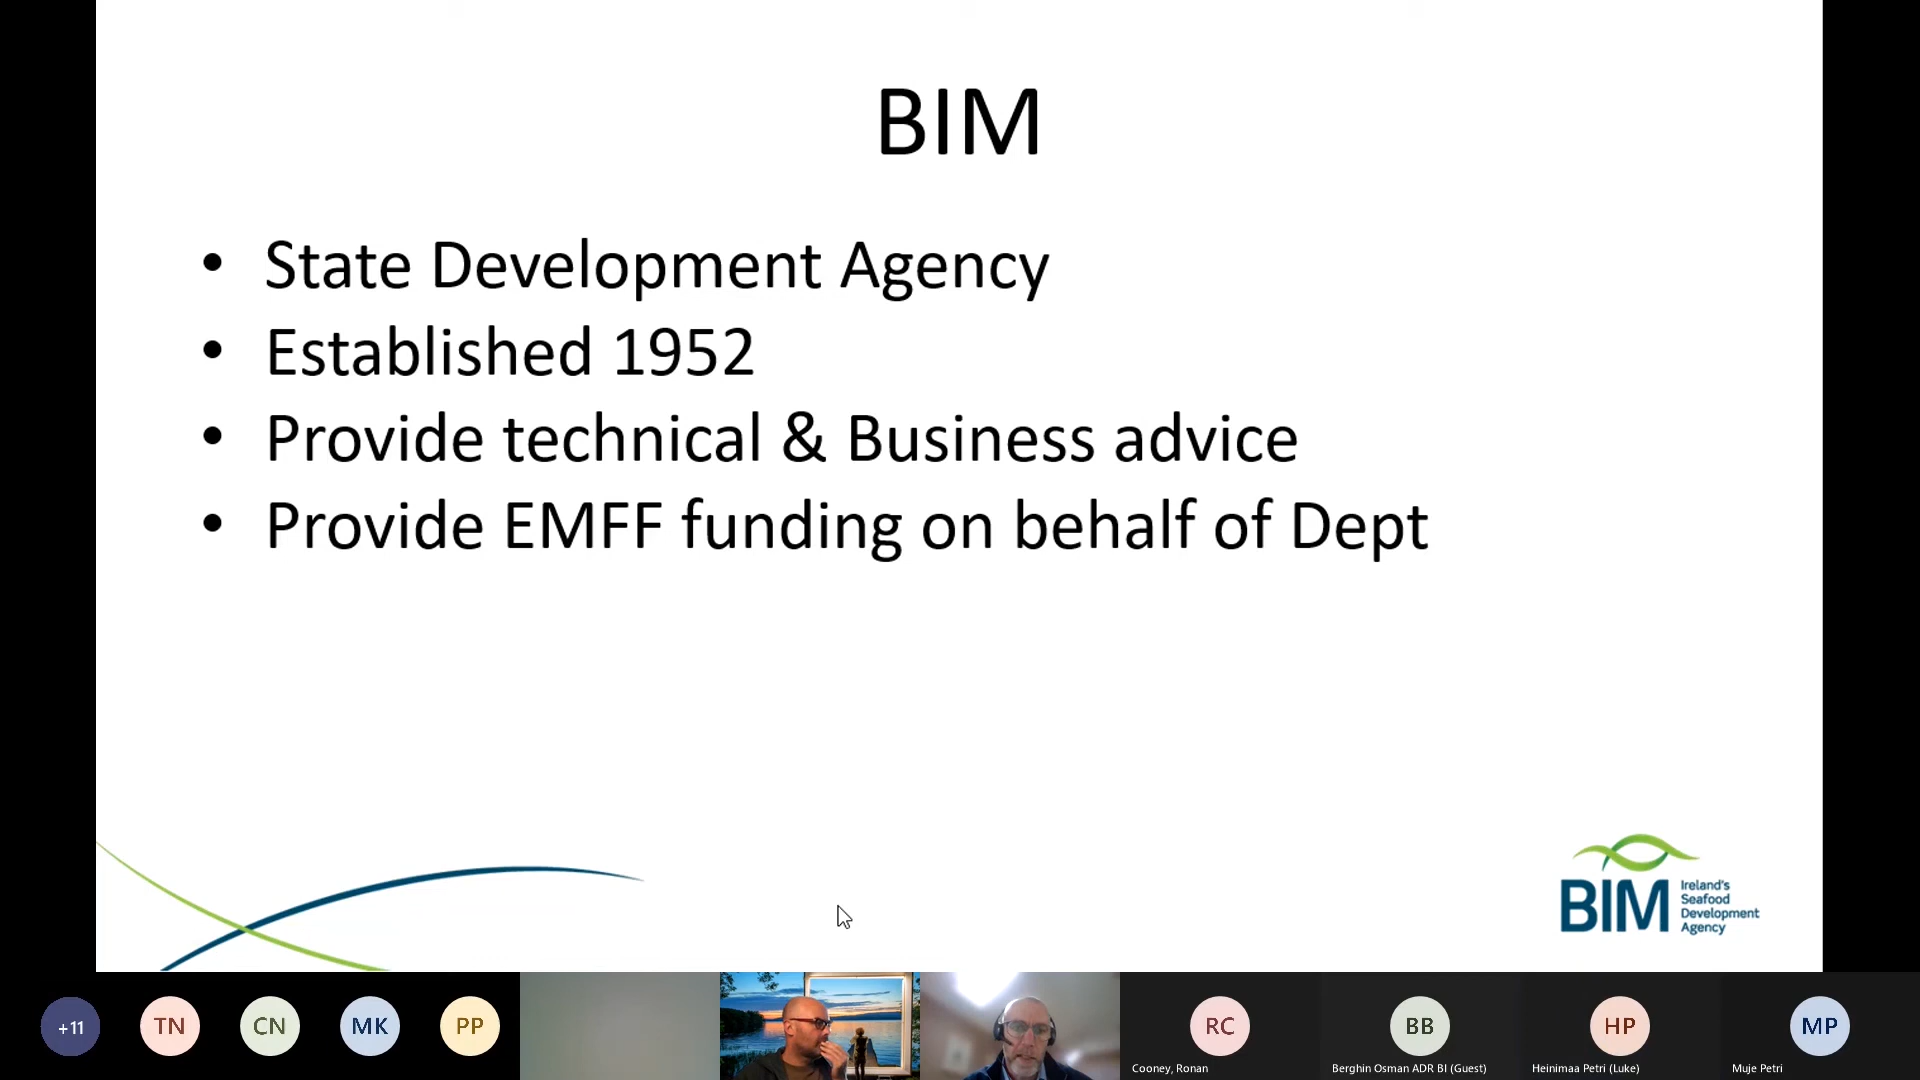 BIM
• State Development Agency
• Established 1952
• Provide technical & Business advice
• Provide EMFF funding on behalf of Dept
BIM
Ireland's
Seafood
Development
Agency
+11
TN
CN
MK
PP
RC
BB
HP
MP
Cooney, Ronan
Berghin Osman ADR BI (Guest)
Heinimaa Petri (Luke)
Muje Petri